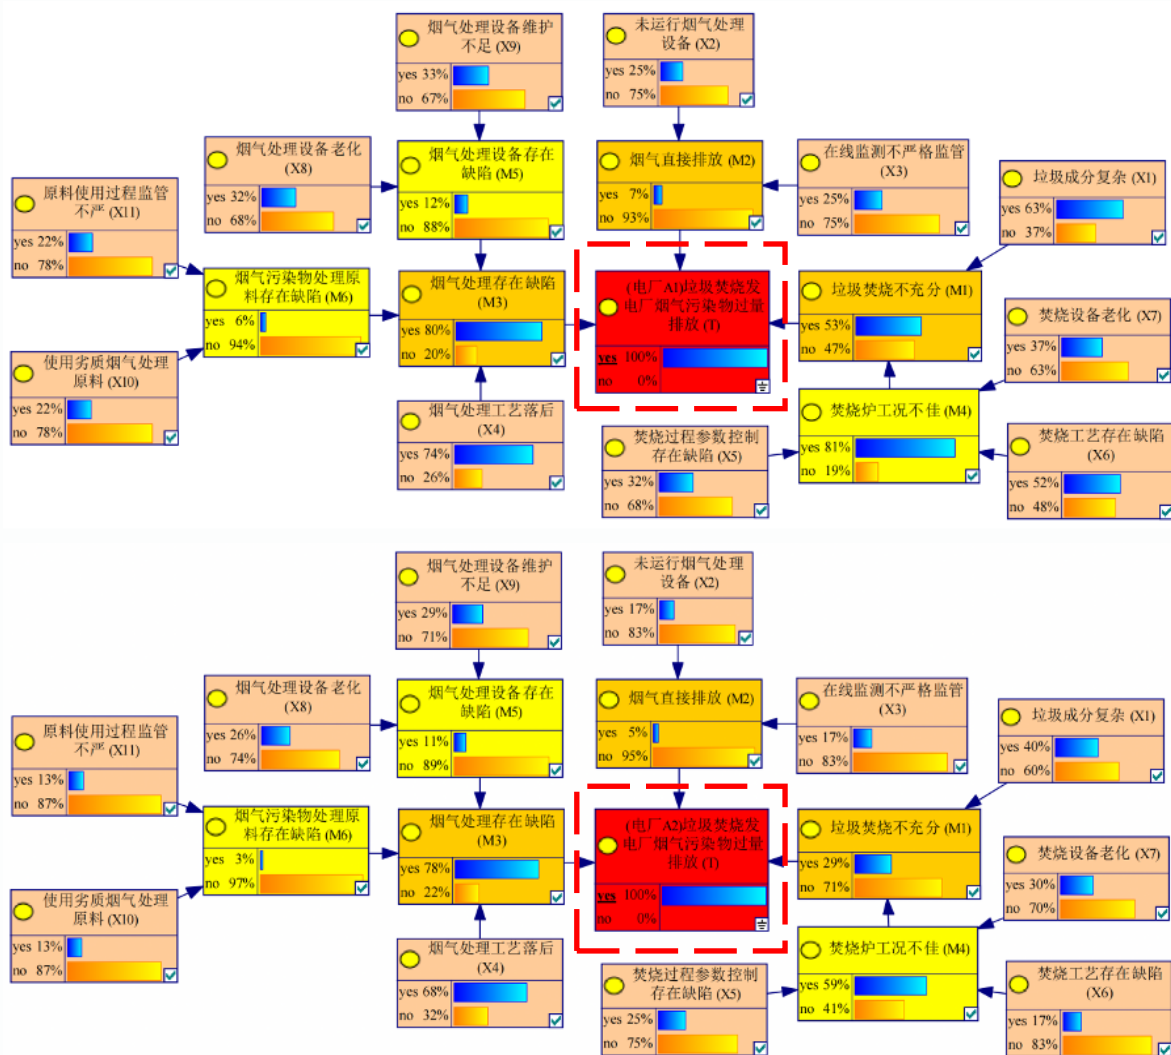 烟气处理设备维护
不足 (X9)
yes 33%
no 67%
未运行烟气处理
设备 (X2)
yes 25%
no 75%
烟气处理设备老化
(X8)
yes 32%
no 68%
烟气处理设备存在
缺陷 (M5)
yes 12%
no 88%
烟气直接排放 (M2)
yes 7%
no 93%
在线监测不严格监管
(X3)
yes 25%
no 75%
垃圾成分复杂 (X1)
yes 63%
no 37%
原料使用过程监管
不严 (X11)
yes 22%
no 78%
烟气污染物处理原
料存在缺陷 (M6)
yes 6%
no 94%
烟气处理存在缺陷
(M3)
yes 80%
no 20%
(电厂A1)垃圾焚烧发
电厂烟气污染物过量
排放 (T)
yes 100%
no 0%
垃圾焚烧不充分 (M1)
yes 53%
no 47%
焚烧设备老化 (X7)
yes 37%
no 63%
使用劣质烟气处理
原料 (X10)
yes 22%
no 78%
烟气处理工艺落后
(X4)
yes 74%
no 26%
焚烧过程参数控制
存在缺陷 (X5)
yes 32%
no 68%
焚烧炉工况不佳 (M4)
yes 81%
no 19%
焚烧工艺存在缺陷
(X6)
yes 52%
no 48%
烟气处理设备维护
不足 (X9)
yes 29%
no 71%
未运行烟气处理
设备 (X2)
yes 17%
no 83%
烟气处理设备老化
(X8)
yes 26%
no 74%
烟气处理设备存在
缺陷 (M5)
yes 11%
no 89%
烟气直接排放 (M2)
yes 5%
no 95%
在线监测不严格监管
(X3)
yes 17%
no 83%
垃圾成分复杂 (X1)
yes 40%
no 60%
原料使用过程监管
不严 (X11)
yes 13%
no 87%
烟气污染物处理原
料存在缺陷 (M6)
yes 3%
no 97%
烟气处理存在缺陷
(M3)
yes 78%
no 22%
(电厂A2)垃圾焚烧发
电厂烟气污染物过量
排放 (T)
yes 100%
no 0%
垃圾焚烧不充分 (M1)
yes 29%
no 71%
焚烧设备老化 (X7)
yes 30%
no 70%
使用劣质烟气处理
原料 (X10)
yes 13%
no 87%
烟气处理工艺落后
(X4)
yes 68%
no 32%
焚烧过程参数控制
存在缺陷 (X5)
yes 25%
no 75%
焚烧炉工况不佳 (M4)
yes 59%
no 41%
焚烧工艺存在缺陷
(X6)
yes 17%
no 83%